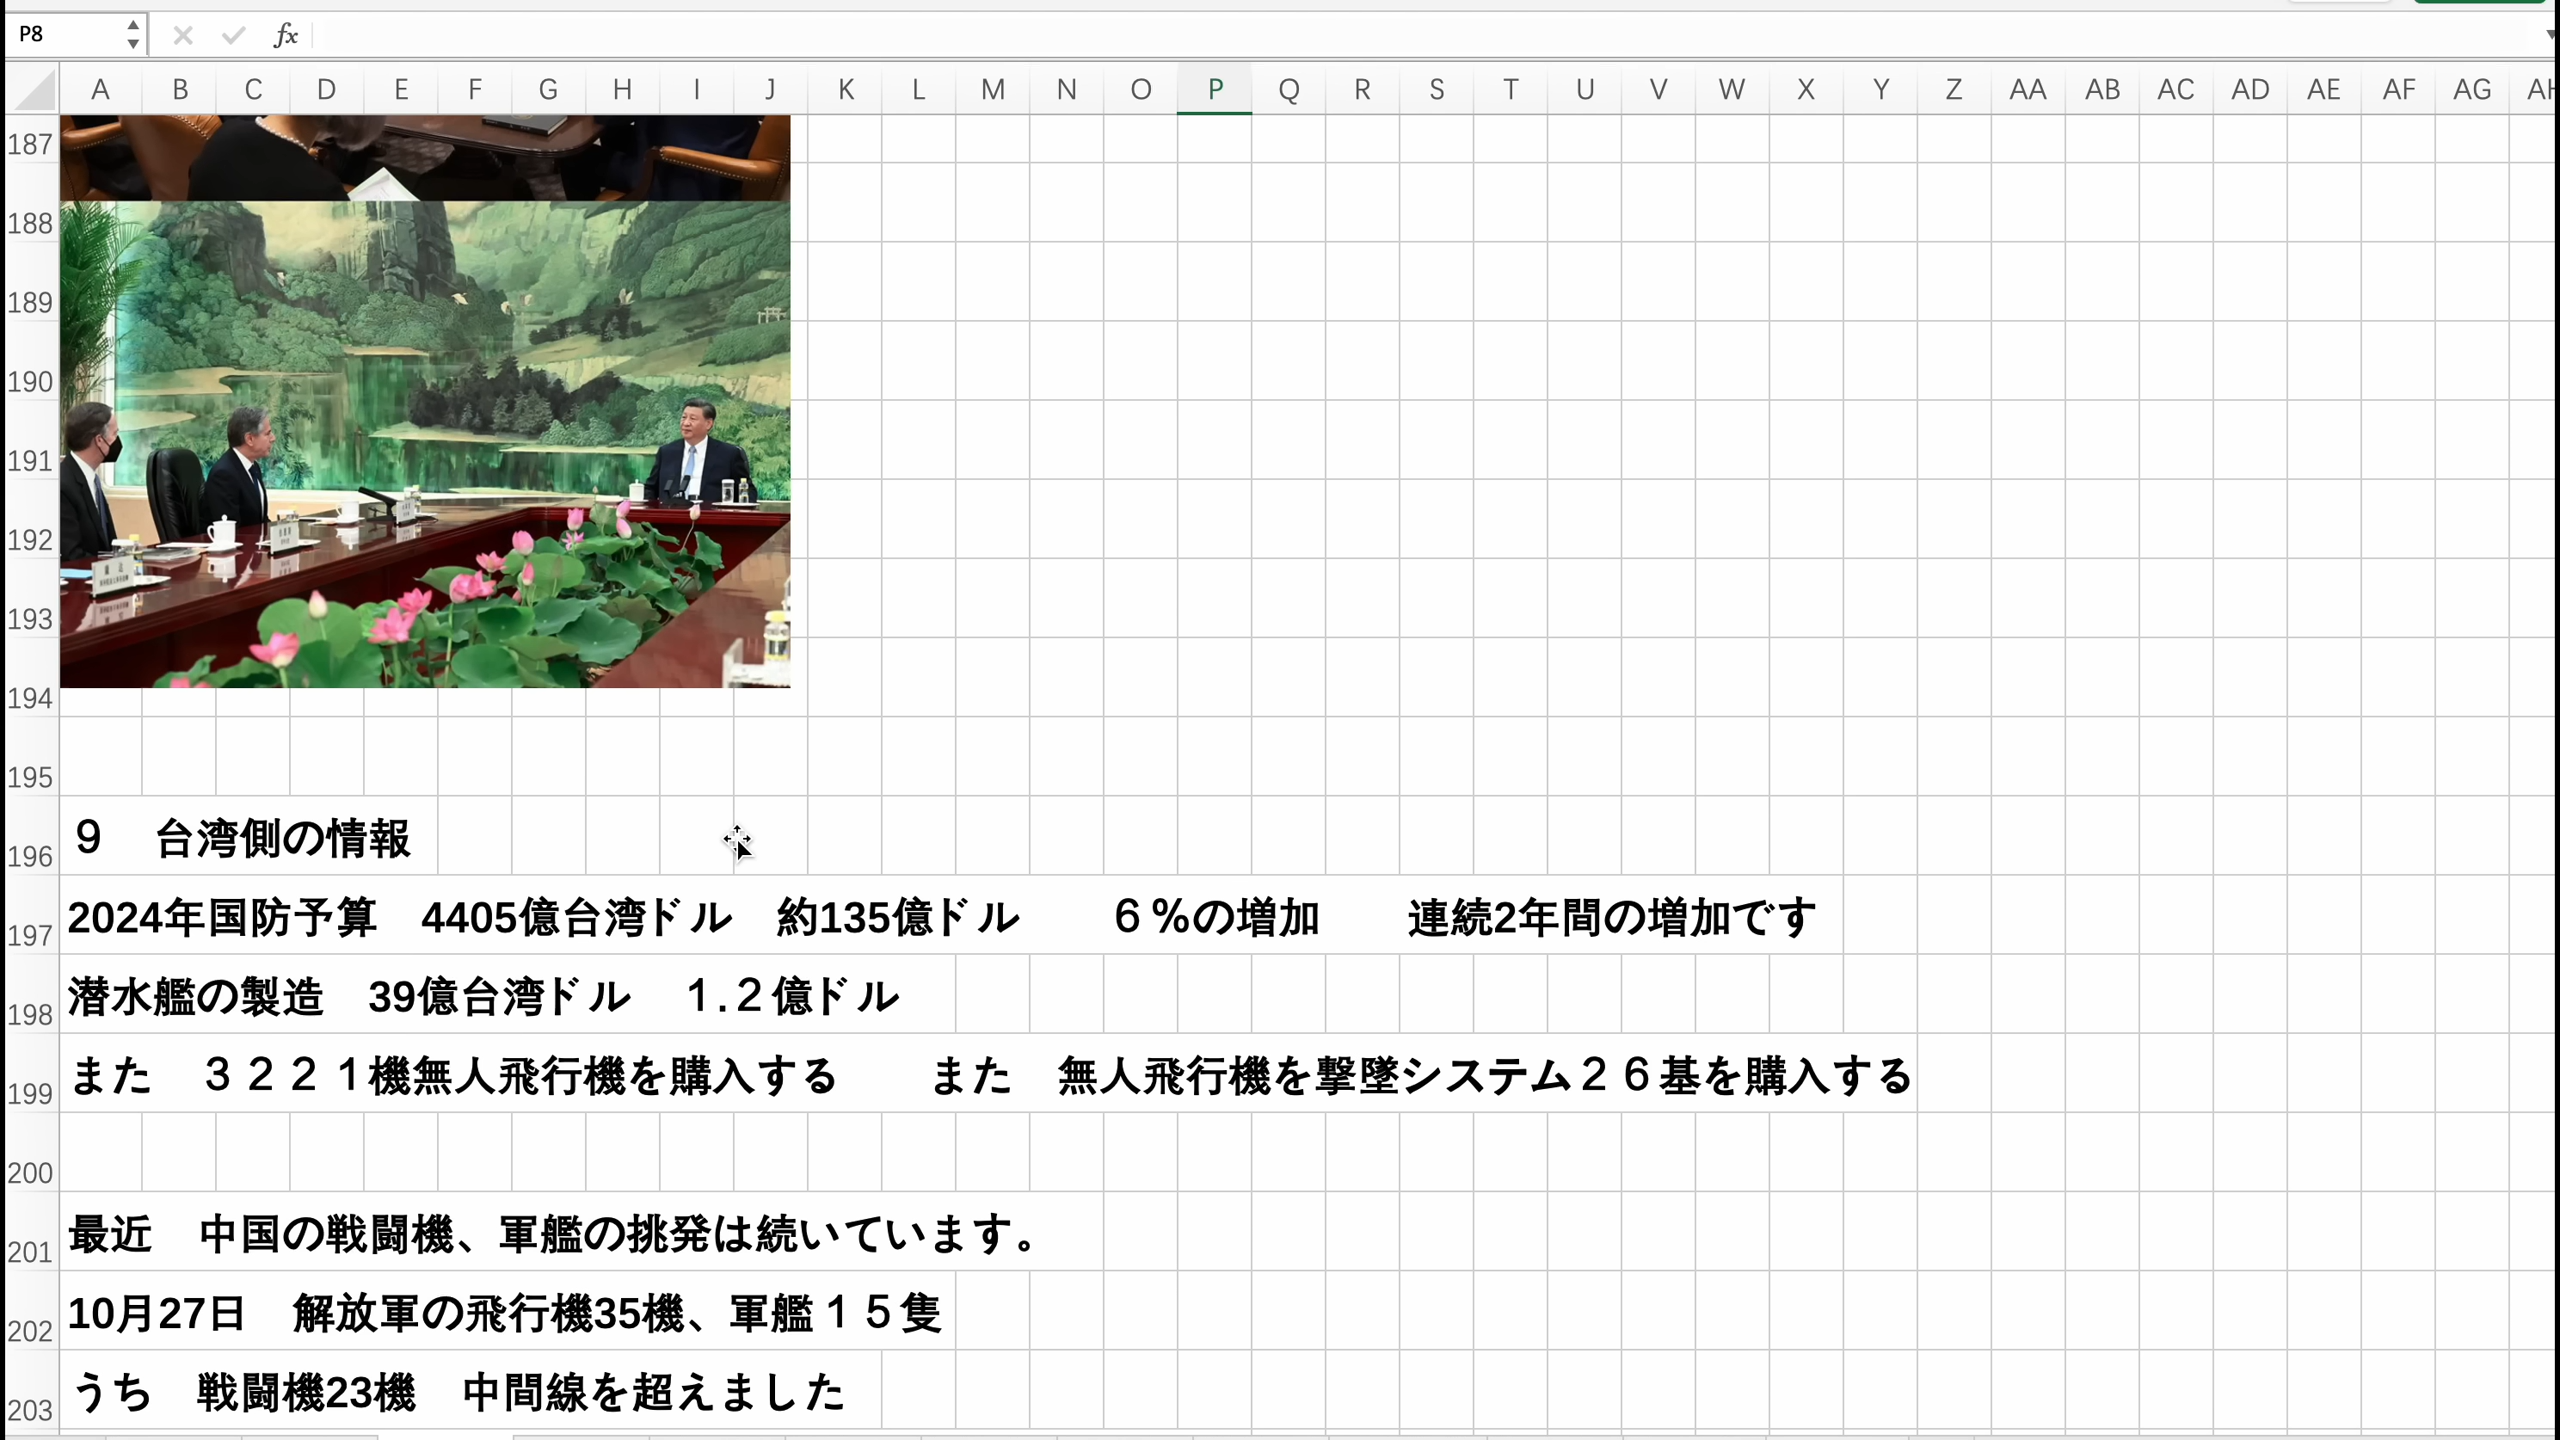 P8
fx
A B C D E F G H I J K L M N O P Q R S T U V W X Y Z AA AB AC AD AE AF AG AH
187
188
189
190
191
192
193
194
195
196 ９　台湾側の情報
197 2024年国防予算　4405億台湾ドル　約135億ドル　　６％の増加　　連続2年間の増加です
198 潜水艦の製造　39億台湾ドル　１.２億ドル
199 また　３２２１機無人飛行機を購入する　　また　無人飛行機を撃墜システム２６基を購入する
200
201 最近　中国の戦闘機、軍艦の挑発は続いています。
202 10月27日　解放軍の飛行機35機、軍艦１５隻
203 うち　戦闘機23機　中間線を超えました